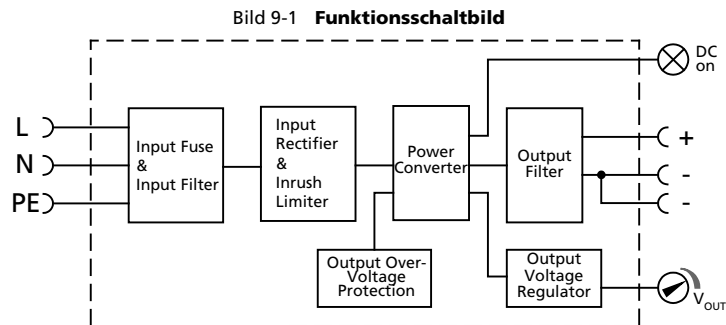 Bild 9-1 Funktionsschaltbild
DC
on
L
N
PE
Input Fuse
&
Input Filter
Input
Rectifier
&
Inrush
Limiter
Power
Converter
Output
Filter
+
-
-
Output Over-
Voltage
Protection
Output
Voltage
Regulator
VOUT